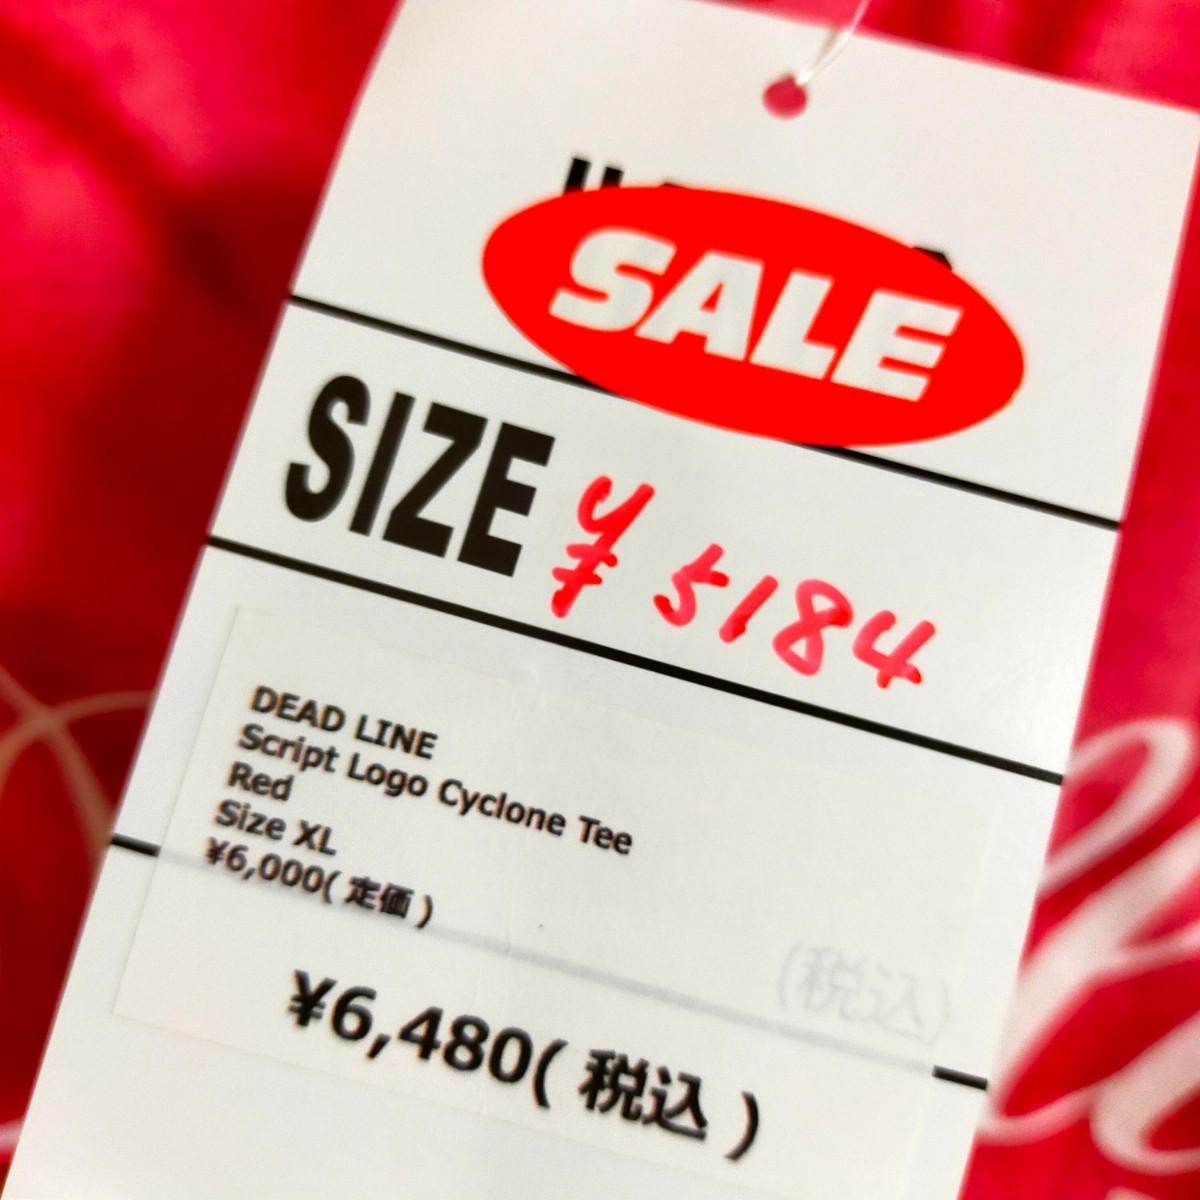 SALE
SIZE ¥5184
DEAD LINE
Script Logo Cyclone Tee
Red
Size XL
¥6,000( 定価 )
(税込)
¥6,480( 税込 )